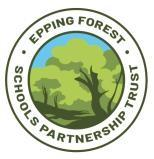 • EPPING FOREST •
SCHOOLS PARTNERSHIP TRUST